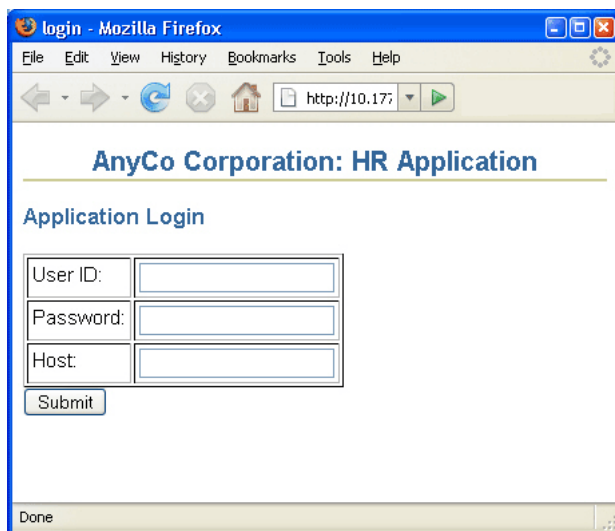 login - Mozilla Firefox
File Edit View History Bookmarks Tools Help
http://10.177
AnyCo Corporation: HR Application
Application Login
User ID:
Password:
Host:
Submit
Done